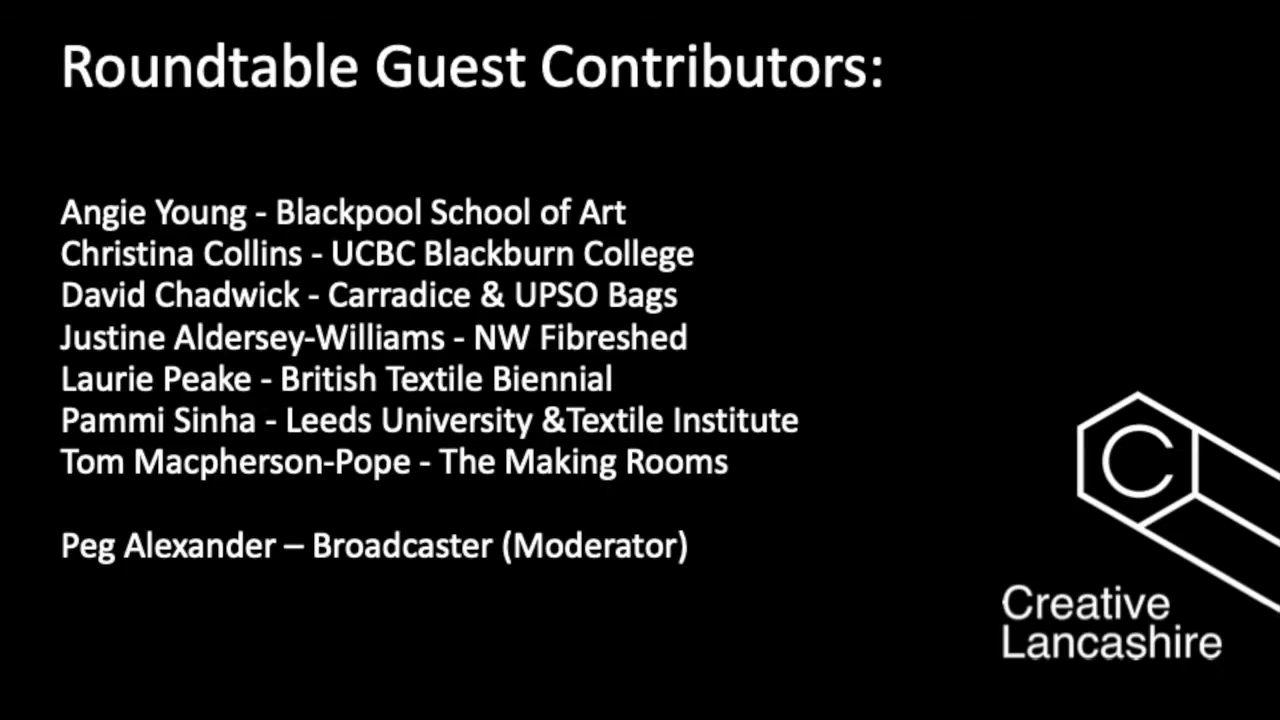 Roundtable Guest Contributors:
Angie Young - Blackpool School of Art
Christina Collins - UCBC Blackburn College
David Chadwick - Carradice & UPSO Bags
Justine Aldersey-Williams - NW Fibreshed
Laurie Peake - British Textile Biennial
Pammi Sinha - Leeds University &Textile Institute
Tom Macpherson-Pope - The Making Rooms
Peg Alexander – Broadcaster (Moderator)
C
Creative
Lancashire